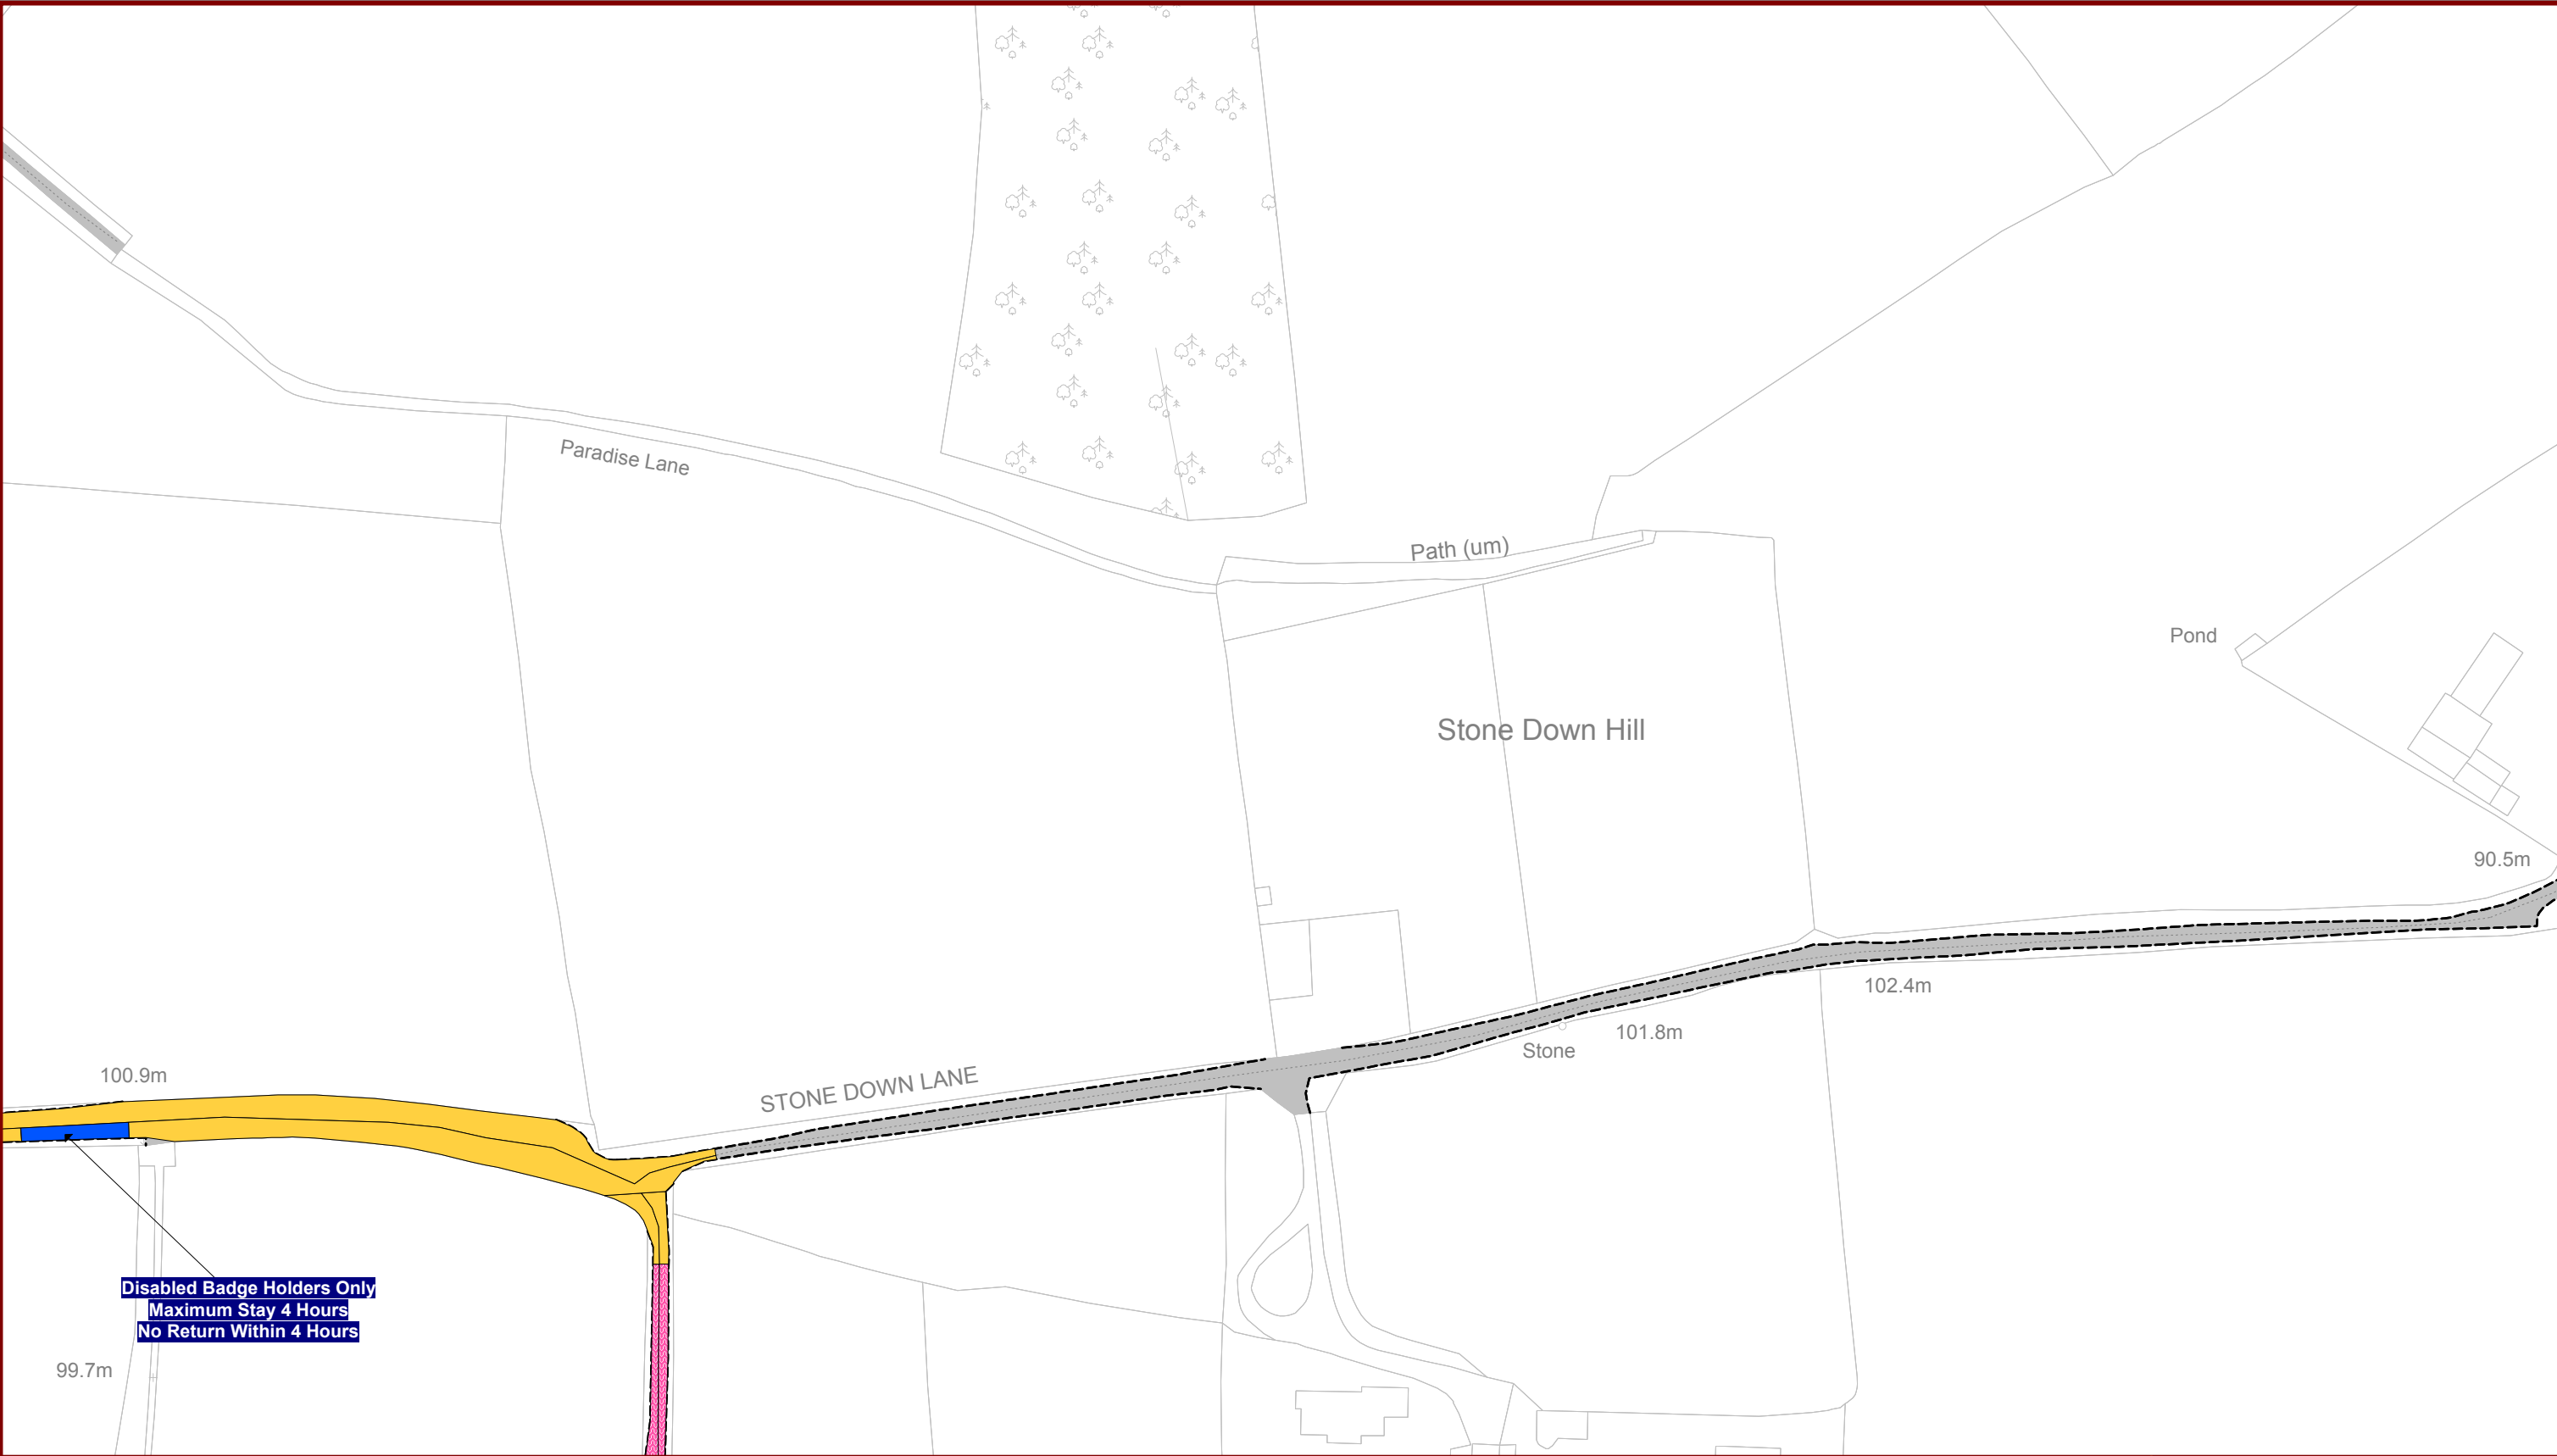 Paradise Lane
Path (um)
Pond
Stone Down Hill
90.5m
102.4m
101.8m
Stone
STONE DOWN LANE
100.9m
Disabled Badge Holders Only
Maximum Stay 4 Hours
No Return Within 4 Hours
99.7m